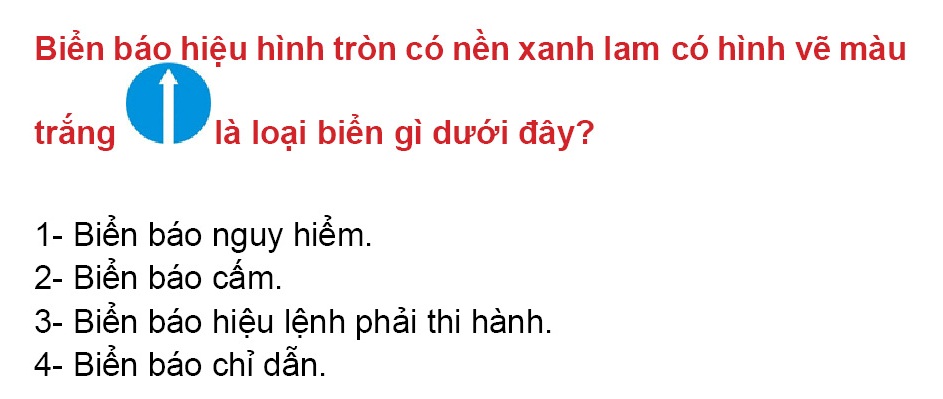 Biển báo hiệu hình tròn có nền xanh lam có hình vẽ màu
trắng là loại biển gì dưới đây?
1- Biển báo nguy hiểm.
2- Biển báo cấm.
3- Biển báo hiệu lệnh phải thi hành.
4- Biển báo chỉ dẫn.